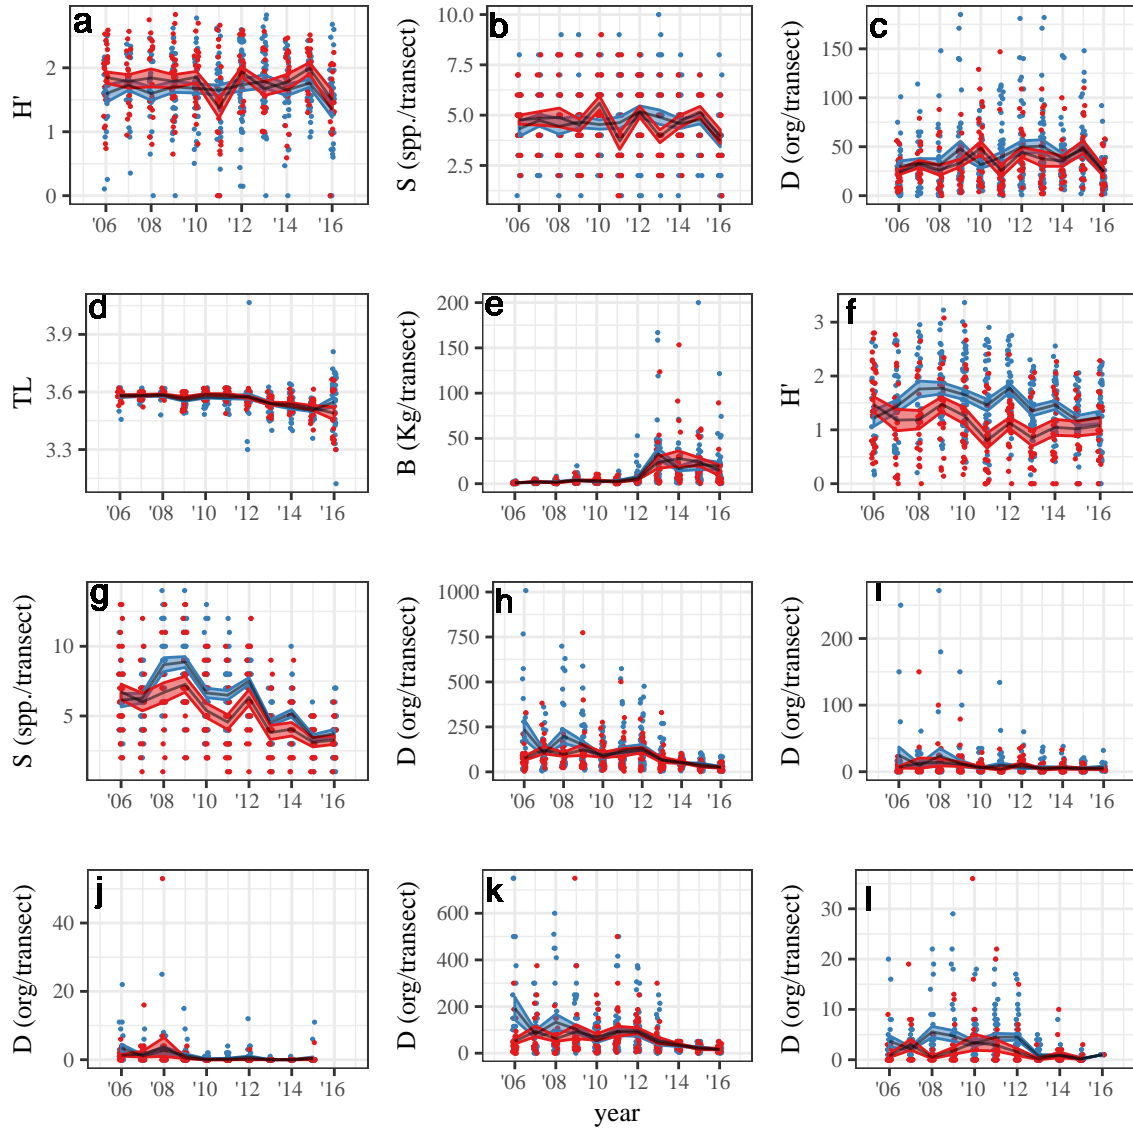 a
H'
2
1
0
'06 '08 '10 '12 '14 '16
b
S (spp./transect)
10.0
7.5
5.0
2.5
'06 '08 '10 '12 '14 '16
c
D (org/transect)
150
100
50
0
'06 '08 '10 '12 '14 '16
d
TL
3.9
3.6
3.3
'06 '08 '10 '12 '14 '16
e
B (Kg/transect)
200
150
100
50
0
'06 '08 '10 '12 '14 '16
f
H'
3
2
1
0
'06 '08 '10 '12 '14 '16
g
S (spp./transect)
10
5
'06 '08 '10 '12 '14 '16
h
D (org/transect)
1000
750
500
250
0
'06 '08 '10 '12 '14 '16
I
D (org/transect)
200
100
0
'06 '08 '10 '12 '14 '16
j
D (org/transect)
40
20
0
'06 '08 '10 '12 '14 '16
k
D (org/transect)
600
400
200
0
'06 '08 '10 '12 '14 '16
l
D (org/transect)
30
20
10
0
'06 '08 '10 '12 '14 '16
year